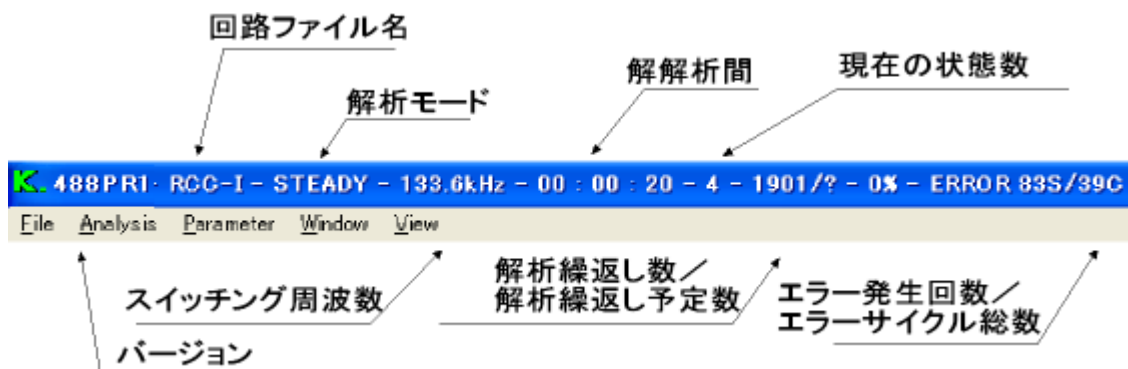 回路ファイル名
解析モード
解解析間
現在の状態数
K. 488PR1· RCC-I - STEADY - 133.6kHz - 00 : 00 : 20 - 4 - 1901/? - 0% - ERROR 83S/39C
File Analysis Parameter Window View
スイッチング周波数
解析繰返し数／
解析繰返し予定数
エラー発生回数／
エラーサイクル総数
バージョン